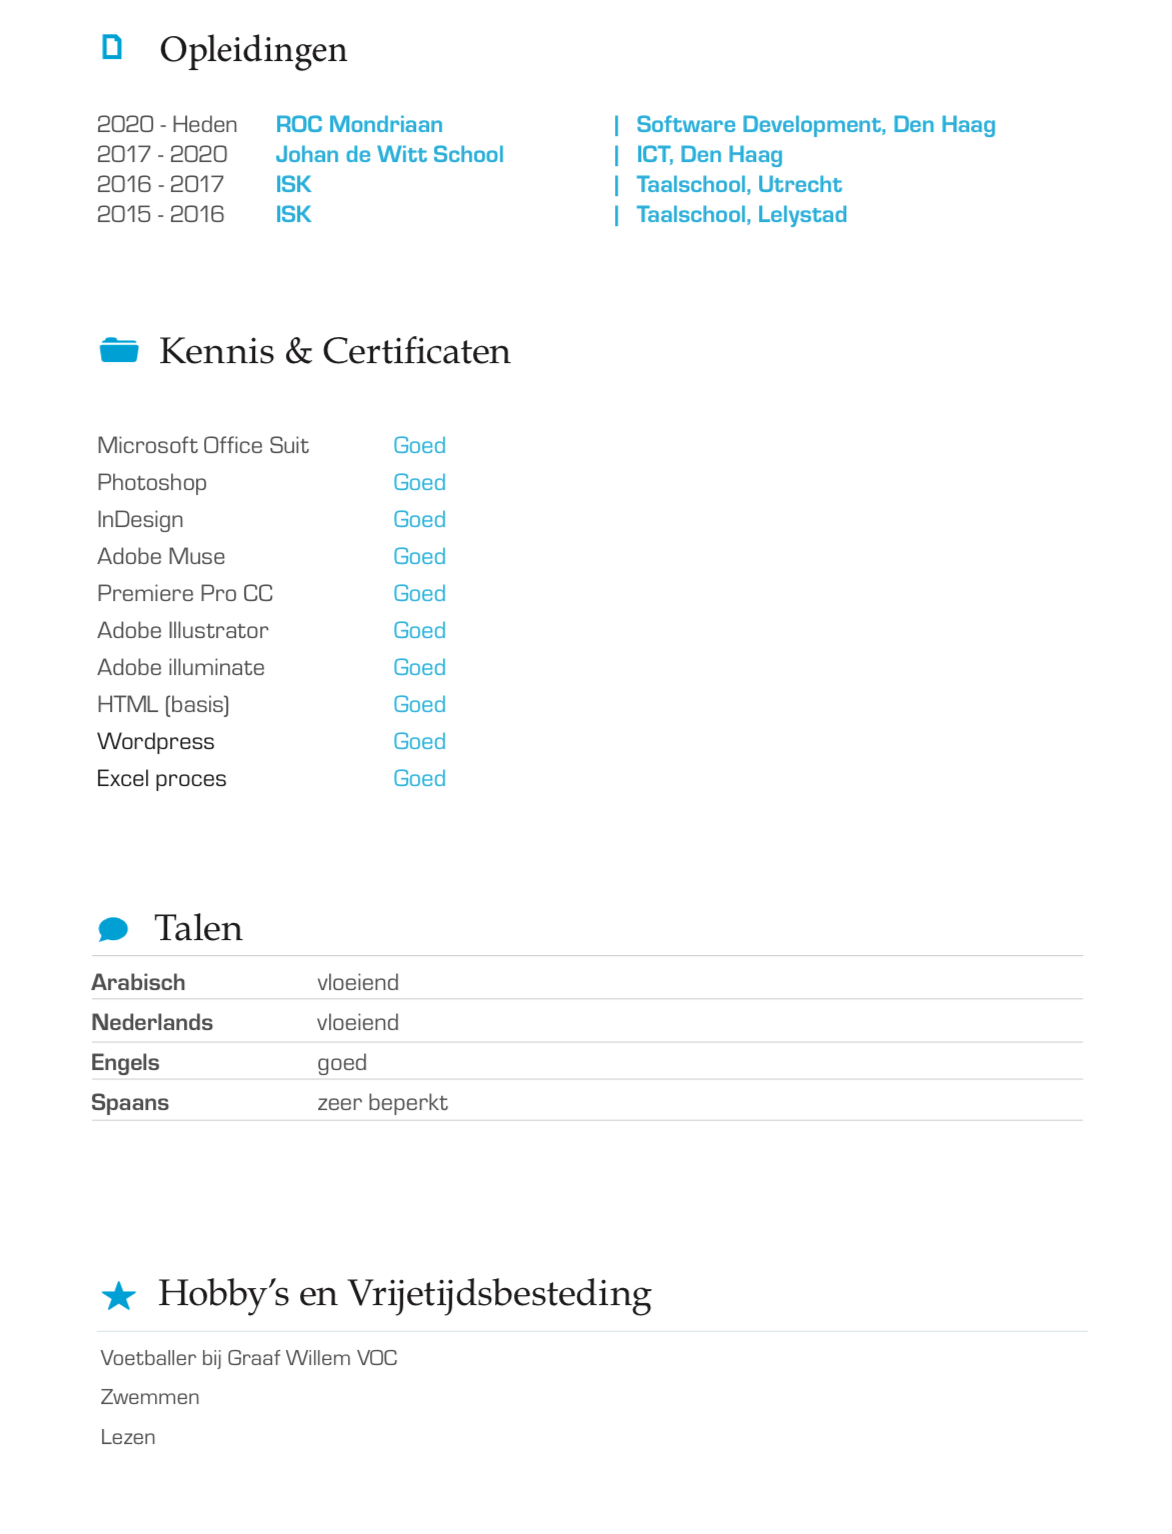 Opleidingen
2020 - Heden ROC Mondriaan | Software Development, Den Haag
2017 - 2020 Johan de Witt School | ICT, Den Haag
2016 - 2017 ISK | Taalschool, Utrecht
2015 - 2016 ISK | Taalschool, Lelystad
Kennis & Certificaten
Microsoft Office Suit Goed
Photoshop Goed
InDesign Goed
Adobe Muse Goed
Premiere Pro CC Goed
Adobe Illustrator Goed
Adobe illuminate Goed
HTML (basis) Goed
Wordpress Goed
Excel proces Goed
Talen
Arabisch vloeiend
Nederlands vloeiend
Engels goed
Spaans zeer beperkt
Hobby’s en Vrijetijdsbesteding
Voetballer bij Graaf Willem VOC
Zwemmen
Lezen